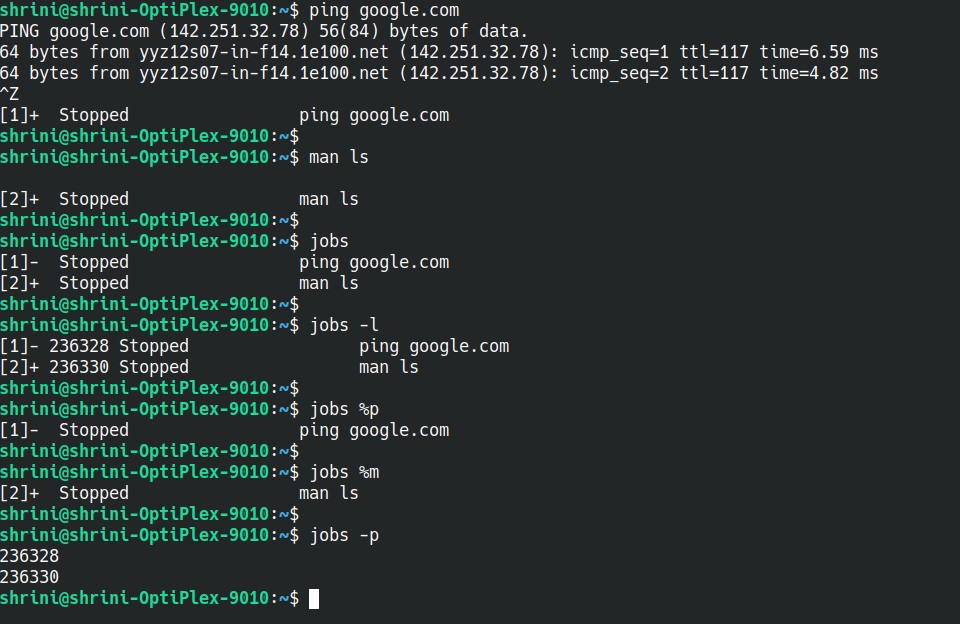 shrini@shrini-OptiPlex-9010:~$ ping google.com
PING google.com (142.251.32.78) 56(84) bytes of data.
64 bytes from yyz12s07-in-f14.1e100.net (142.251.32.78): icmp_seq=1 ttl=117 time=6.59 ms
64 bytes from yyz12s07-in-f14.1e100.net (142.251.32.78): icmp_seq=2 ttl=117 time=4.82 ms
^Z
[1]+  Stopped                 ping google.com
shrini@shrini-OptiPlex-9010:~$
shrini@shrini-OptiPlex-9010:~$ man ls

[2]+  Stopped                 man ls
shrini@shrini-OptiPlex-9010:~$
shrini@shrini-OptiPlex-9010:~$ jobs
[1]-  Stopped                 ping google.com
[2]+  Stopped                 man ls
shrini@shrini-OptiPlex-9010:~$
shrini@shrini-OptiPlex-9010:~$ jobs -l
[1]- 236328 Stopped                 ping google.com
[2]+ 236330 Stopped                 man ls
shrini@shrini-OptiPlex-9010:~$
shrini@shrini-OptiPlex-9010:~$ jobs %p
[1]-  Stopped                 ping google.com
shrini@shrini-OptiPlex-9010:~$
shrini@shrini-OptiPlex-9010:~$ jobs %m
[2]+  Stopped                 man ls
shrini@shrini-OptiPlex-9010:~$
shrini@shrini-OptiPlex-9010:~$ jobs -p
236328
236330
shrini@shrini-OptiPlex-9010:~$